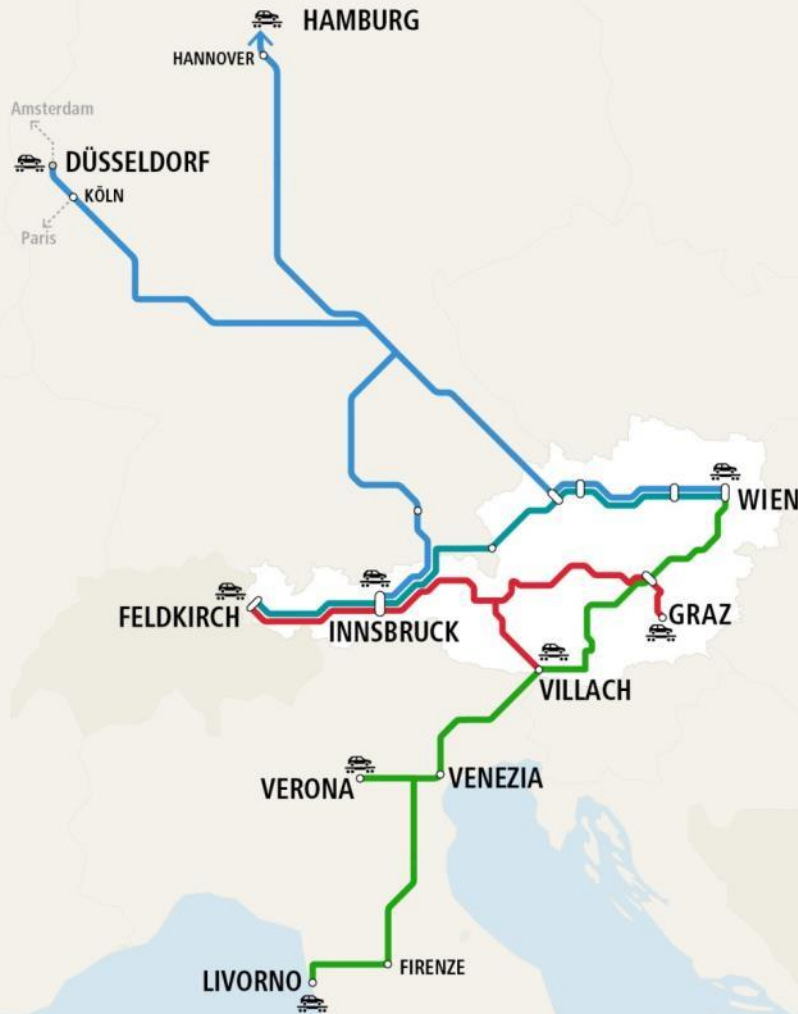 HAMBURG
HANNOVER
Amsterdam
DÜSSELDORF
KÖLN
Paris
WIEN
FELDKIRCH
INNSBRUCK
GRAZ
VILLACH
VERONA
VENEZIA
LIVORNO
FIRENZE